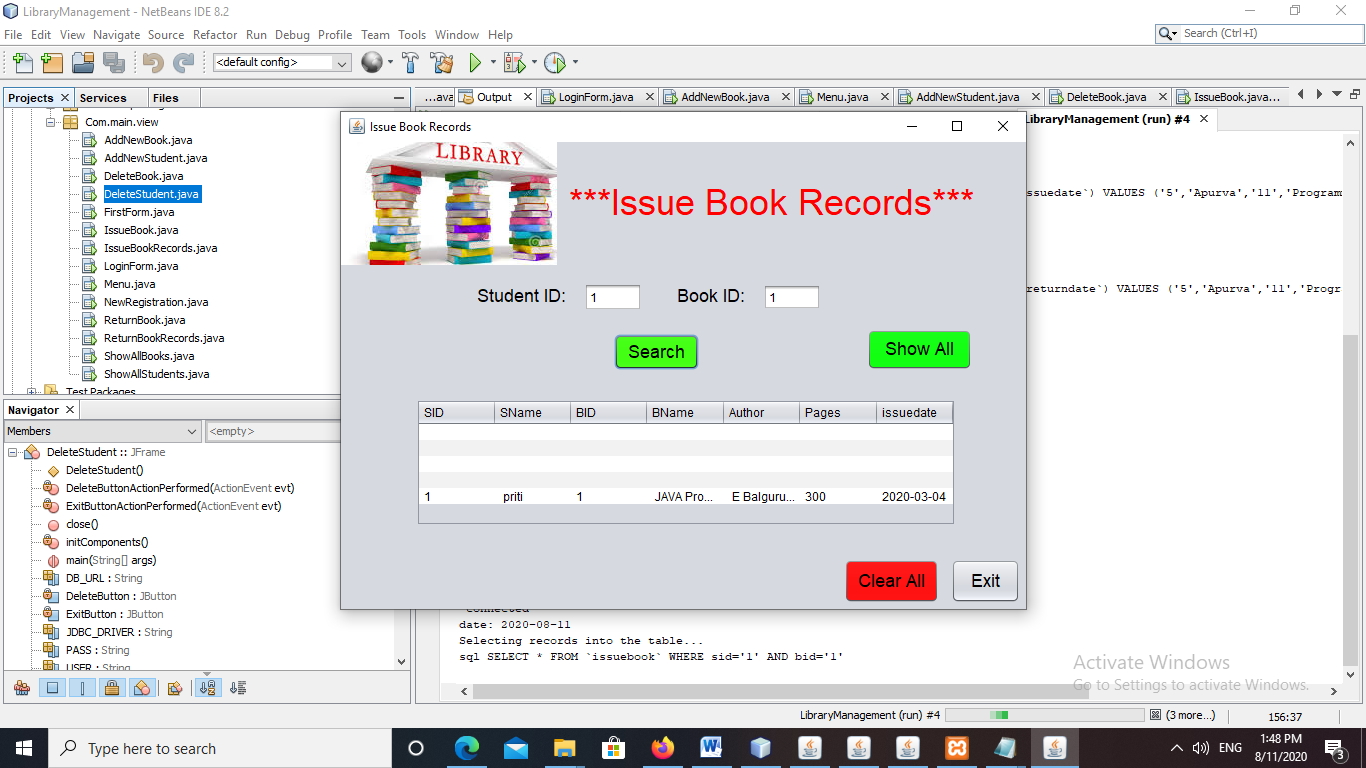 LibraryManagement - NetBeans IDE 8.2
File Edit View Navigate Source Refactor Run Debug Profile Team Tools Window Help
Search (Ctrl+I)
<default config>
Projects Services Files
...ava Output LoginForm.java AddNewBook.java Menu.java AddNewStudent.java DeleteBook.java IssueBook.java...
Com.main.view
AddNewBook.java
AddNewStudent.java
DeleteBook.java
DeleteStudent.java
FirstForm.java
IssueBook.java
IssueBookRecords.java
LoginForm.java
Menu.java
NewRegistration.java
ReturnBook.java
ReturnBookRecords.java
ShowAllBooks.java
ShowAllStudents.java
Test Packages
Navigator
Members
<empty>
DeleteStudent :: JFrame
DeleteStudent()
DeleteButtonActionPerformed(ActionEvent evt)
ExitButtonActionPerformed(ActionEvent evt)
close()
initComponents()
main(String[] args)
DB_URL : String
DeleteButton : JButton
ExitButton : JButton
JDBC_DRIVER : String
PASS : String
USER : String
LibraryManagement (run) #4
ssuedate`) VALUES ('5','Apurva','11','Program
returndate`) VALUES ('5','Apurva','11','Progr
Issue Book Records
LIBRARY
***Issue Book Records***
Student ID: 1 Book ID: 1
Search Show All
SID SName BID BName Author Pages issuedate
1 priti 1 JAVA Pro... E Balguru... 300 2020-03-04
Clear All Exit
connected
date: 2020-08-11
Selecting records into the table...
sql SELECT * FROM `issuebook` WHERE sid='1' AND bid='1'
Activate Windows
Go to Settings to activate Windows.
LibraryManagement (run) #4 (3 more...) 156:37
Type here to search
ENG
1:48 PM
8/11/2020
3